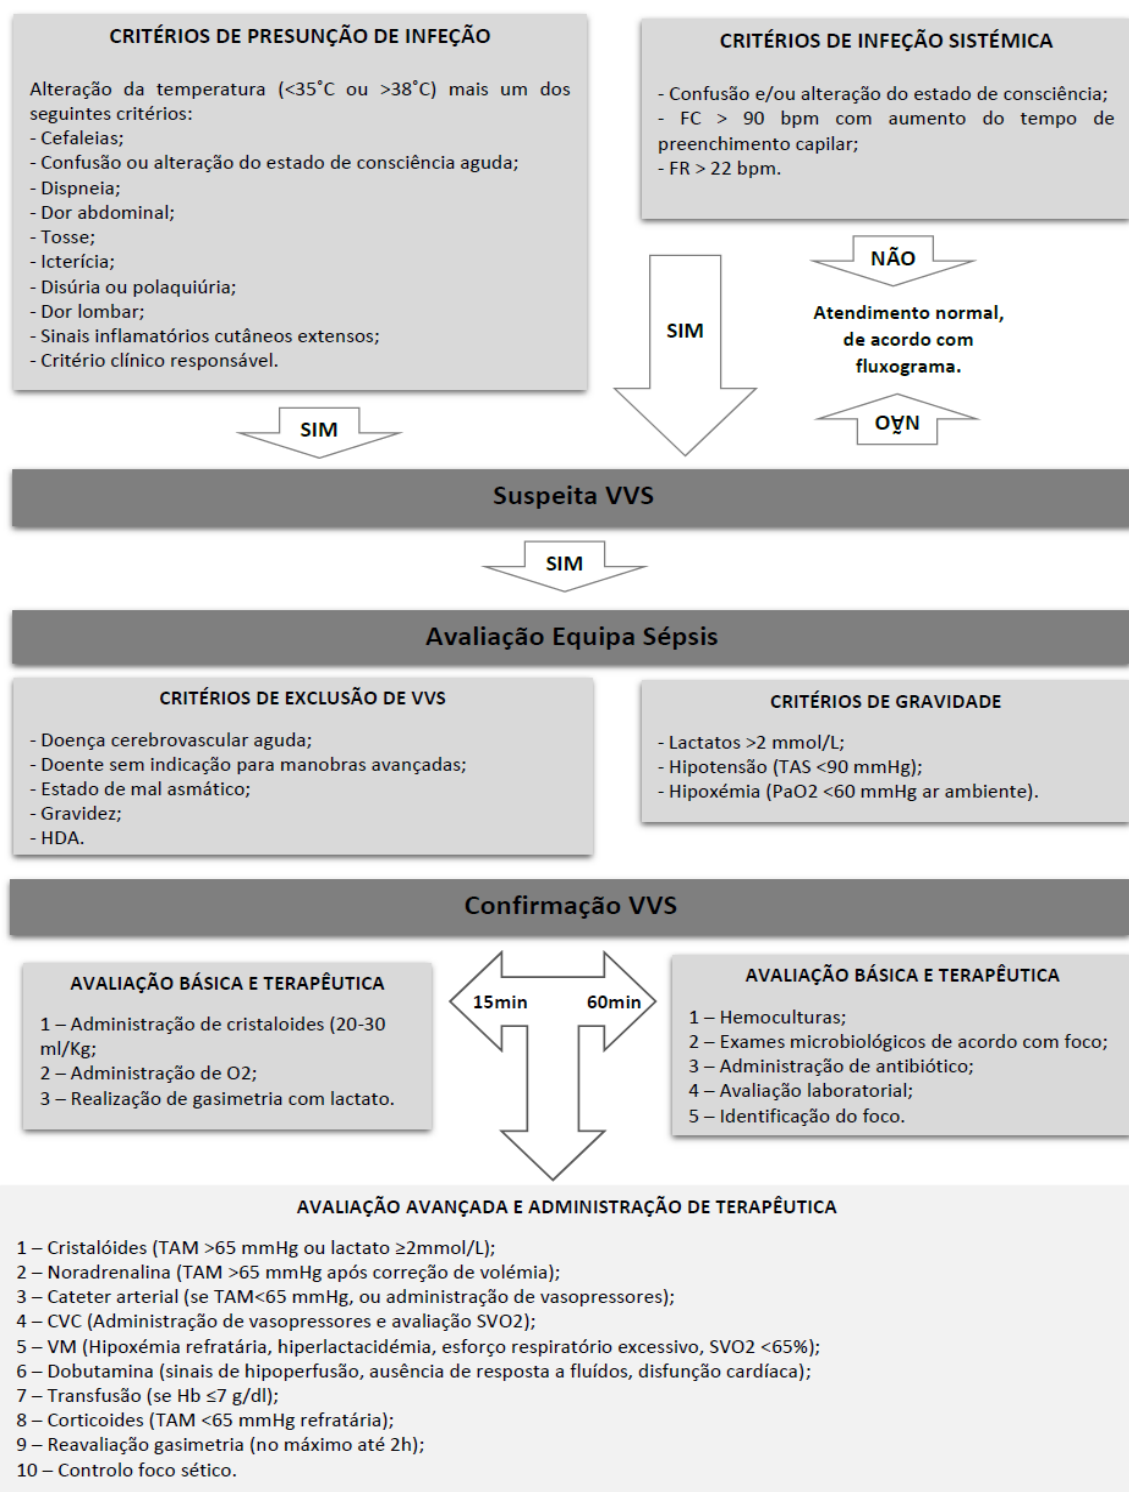 CRITÉRIOS DE PRESUNÇÃO DE INFEÇÃO
Alteração da temperatura (<35˚C ou >38˚C) mais um dos
seguintes critérios:
- Cefaleias;
- Confusão ou alteração do estado de consciência aguda;
- Dispneia;
- Dor abdominal;
- Tosse;
- Icterícia;
- Disúria ou polaquiúria;
- Dor lombar;
- Sinais inflamatórios cutâneos extensos;
- Critério clínico responsável.
CRITÉRIOS DE INFEÇÃO SISTÉMICA
- Confusão e/ou alteração do estado de consciência;
- FC > 90 bpm com aumento do tempo de
preenchimento capilar;
- FR > 22 bpm.
NÃO
SIM
Atendimento normal,
de acordo com
fluxograma.
NÃO
SIM
Suspeita VVS
SIM
Avaliação Equipa Sépsis
CRITÉRIOS DE EXCLUSÃO DE VVS
- Doença cerebrovascular aguda;
- Doente sem indicação para manobras avançadas;
- Estado de mal asmático;
- Gravidez;
- HDA.
CRITÉRIOS DE GRAVIDADE
- Lactatos >2 mmol/L;
- Hipotensão (TAS <90 mmHg);
- Hipoxémia (PaO2 <60 mmHg ar ambiente).
Confirmação VVS
AVALIAÇÃO BÁSICA E TERAPÊUTICA
1 – Administração de cristaloides (20-30
ml/Kg;
2 – Administração de O2;
3 – Realização de gasimetria com lactato.
15min 60min
AVALIAÇÃO BÁSICA E TERAPÊUTICA
1 – Hemoculturas;
2 – Exames microbiológicos de acordo com foco;
3 – Administração de antibiótico;
4 – Avaliação laboratorial;
5 – Identificação do foco.
AVALIAÇÃO AVANÇADA E ADMINISTRAÇÃO DE TERAPÊUTICA
1 – Cristalóides (TAM >65 mmHg ou lactato ≥2mmol/L);
2 – Noradrenalina (TAM >65 mmHg após correção de volémia);
3 – Cateter arterial (se TAM<65 mmHg, ou administração de vasopressores);
4 – CVC (Administração de vasopressores e avaliação SVO2);
5 – VM (Hipoxémia refratária, hiperlactacidémia, esforço respiratório excessivo, SVO2 <65%);
6 – Dobutamina (sinais de hipoperfusão, ausência de resposta a fluídos, disfunção cardíaca);
7 – Transfusão (se Hb ≤7 g/dl);
8 – Corticoides (TAM <65 mmHg refratária);
9 – Reavaliação gasimetria (no máximo até 2h);
10 – Controlo foco sético.